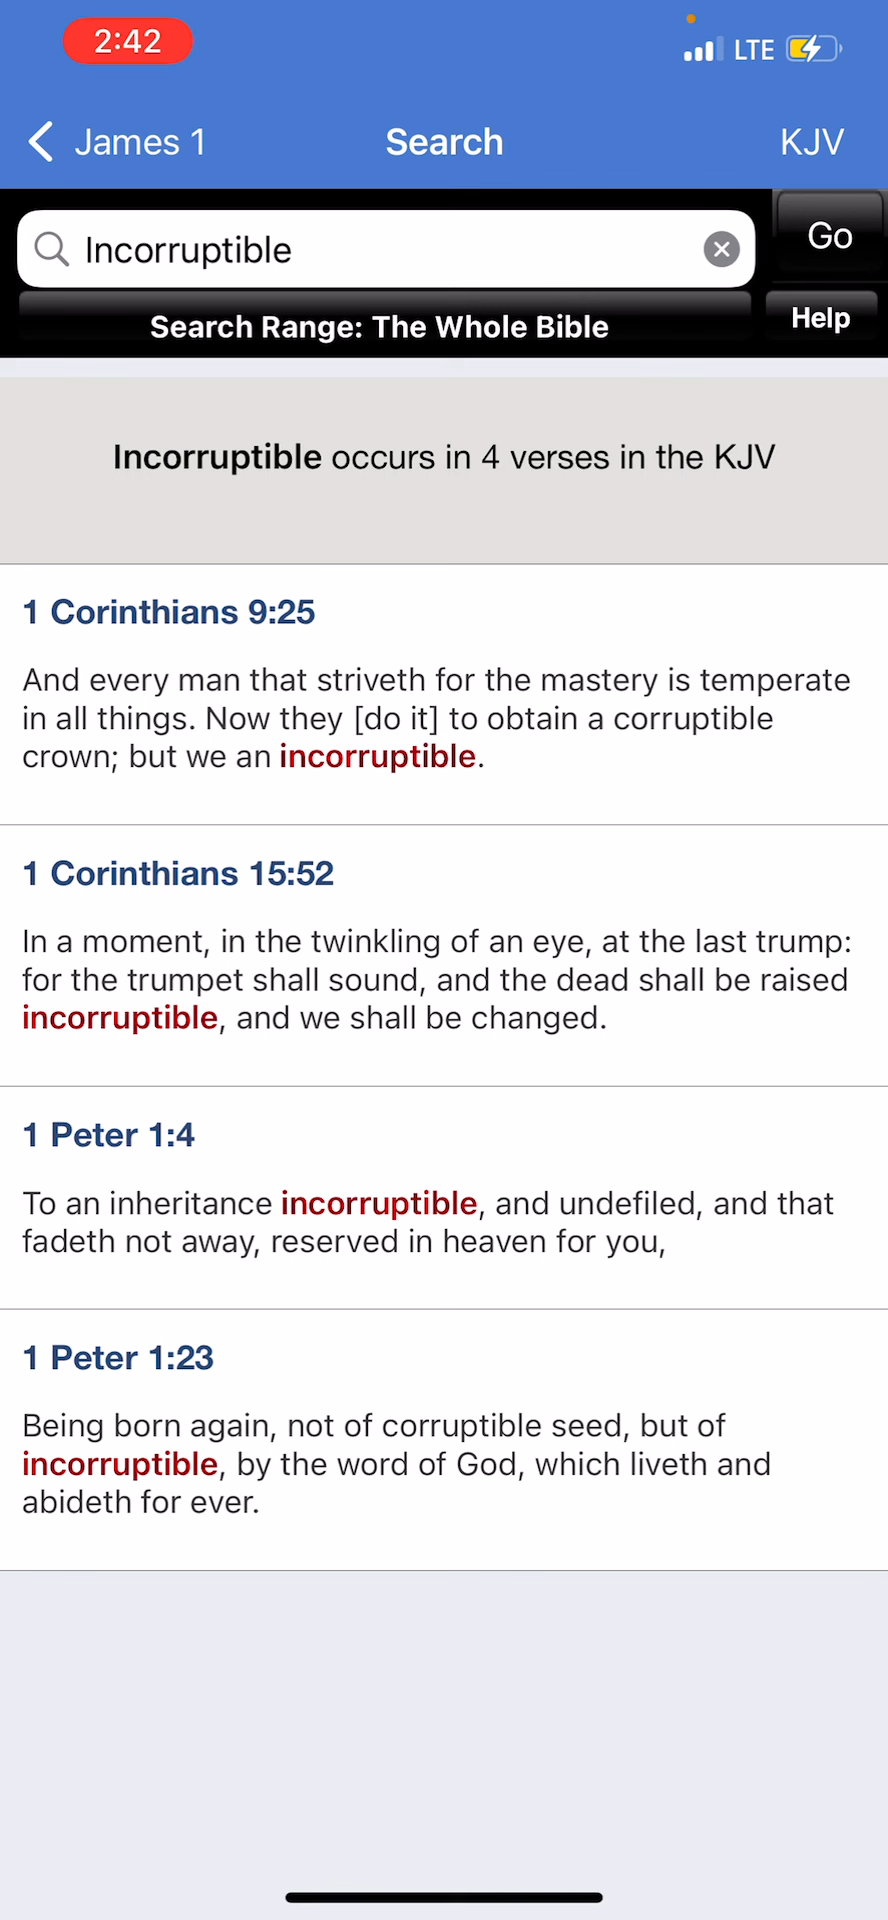 2:42
LTE
James 1
Search
KJV
Incorruptible
Go
Search Range: The Whole Bible
Help
Incorruptible occurs in 4 verses in the KJV
1 Corinthians 9:25
And every man that striveth for the mastery is temperate
in all things. Now they [do it] to obtain a corruptible
crown; but we an incorruptible.
1 Corinthians 15:52
In a moment, in the twinkling of an eye, at the last trump:
for the trumpet shall sound, and the dead shall be raised
incorruptible, and we shall be changed.
1 Peter 1:4
To an inheritance incorruptible, and undefiled, and that
fadeth not away, reserved in heaven for you,
1 Peter 1:23
Being born again, not of corruptible seed, but of
incorruptible, by the word of God, which liveth and
abideth for ever.